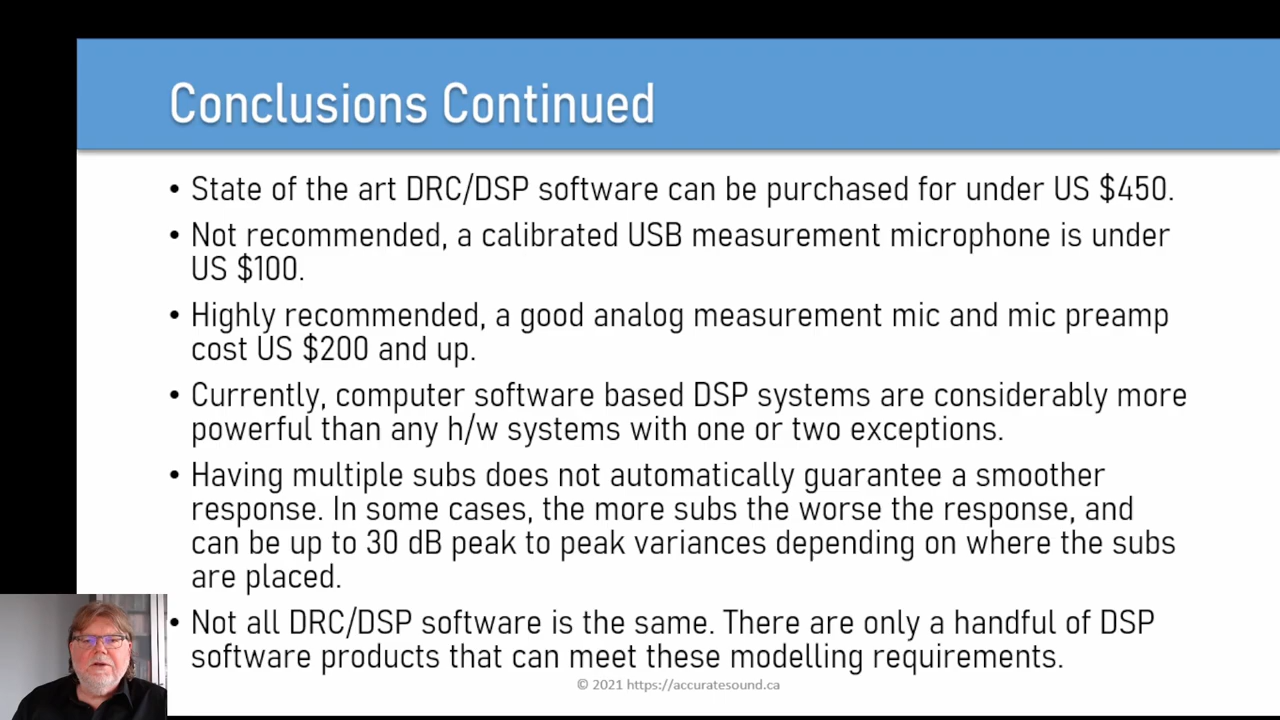 Conclusions Continued
• State of the art DRC/DSP software can be purchased for under US $450.
• Not recommended, a calibrated USB measurement microphone is under
US $100.
• Highly recommended, a good analog measurement mic and mic preamp
cost US $200 and up.
• Currently, computer software based DSP systems are considerably more
powerful than any h/w systems with one or two exceptions.
• Having multiple subs does not automatically guarantee a smoother
response. In some cases, the more subs the worse the response, and
can be up to 30 dB peak to peak variances depending on where the subs
are placed.
• Not all DRC/DSP software is the same. There are only a handful of DSP
software products that can meet these modelling requirements.
© 2021 https://accuratesound.ca